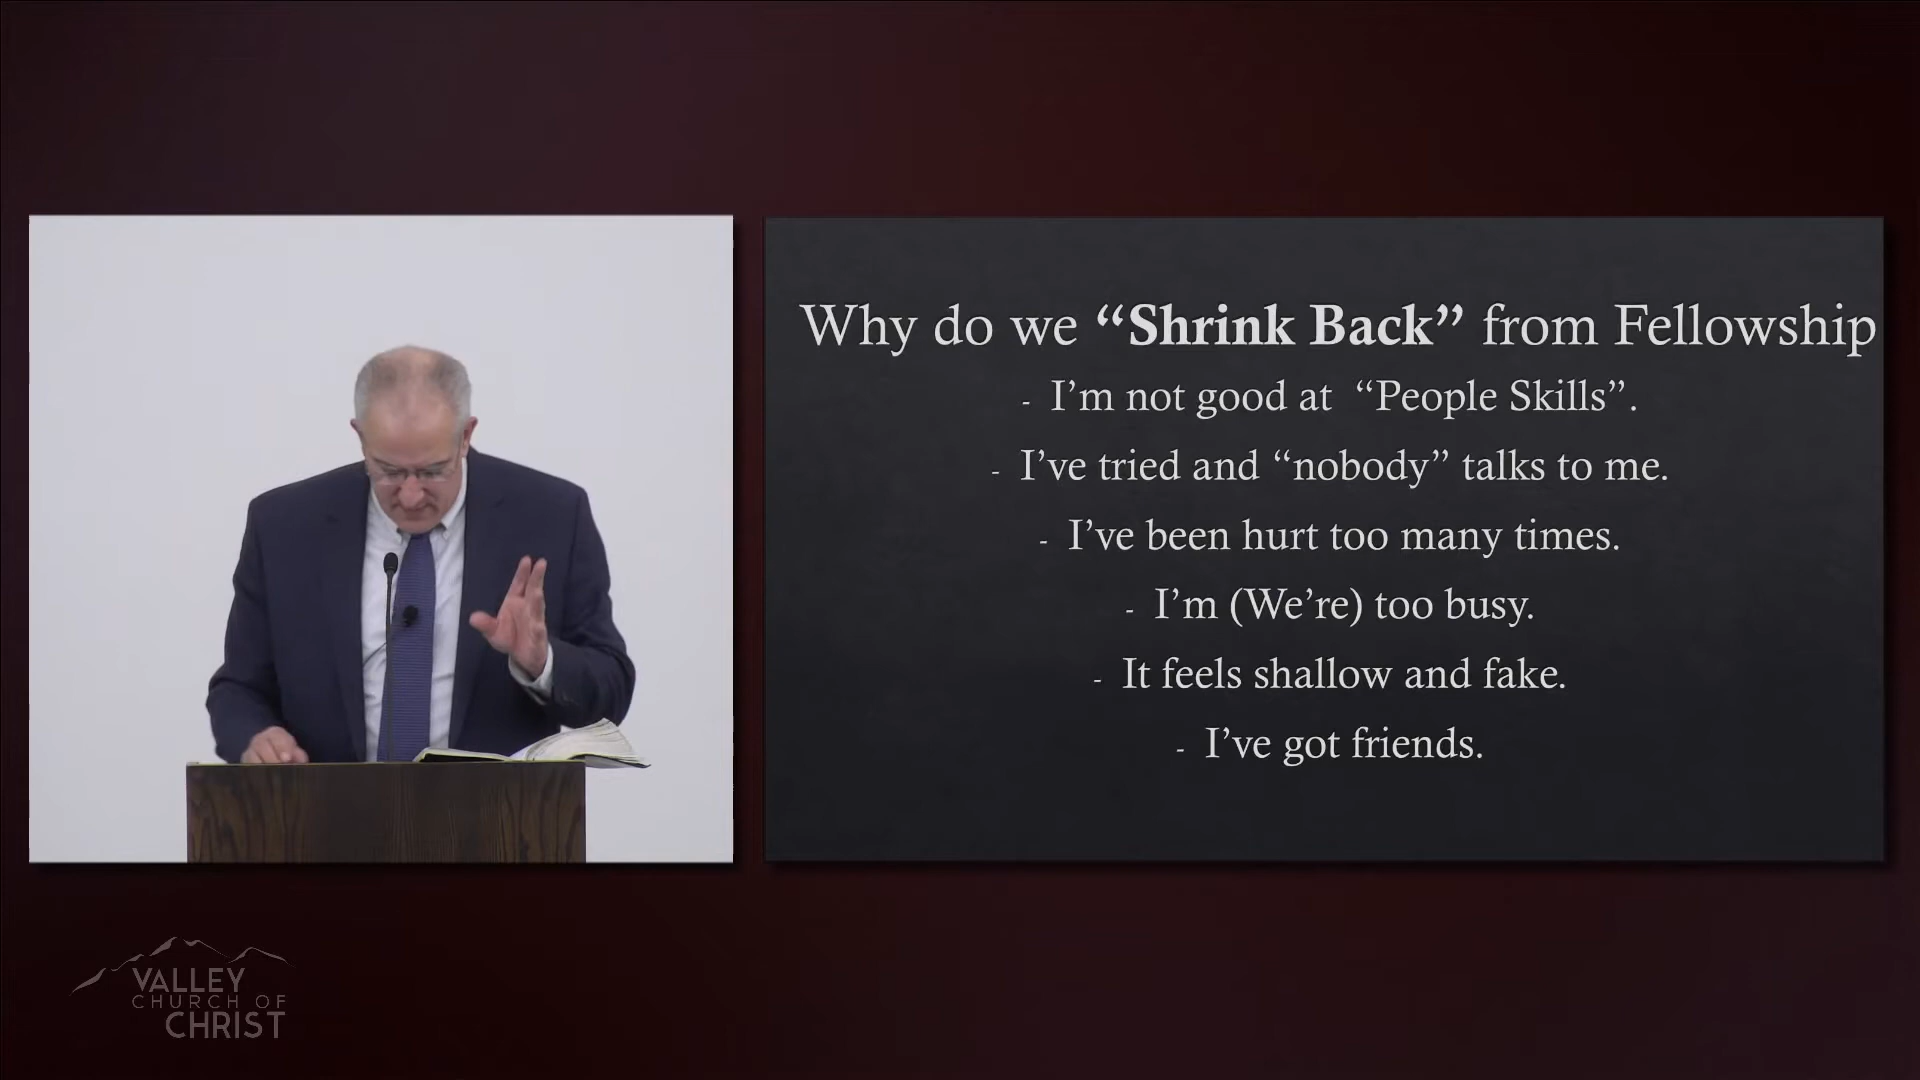 Why do we “Shrink Back” from Fellowship
- I’m not good at “People Skills”.
- I’ve tried and “nobody” talks to me.
- I’ve been hurt too many times.
- I’m (We’re) too busy.
- It feels shallow and fake.
- I’ve got friends.
VALLEY
CHURCH OF
CHRIST